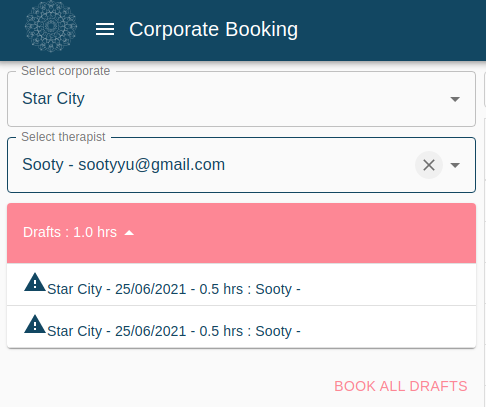 Corporate Booking
Select corporate
Star City
Select therapist
Sooty - sootyyu@gmail.com
Drafts : 1.0 hrs
Star City - 25/06/2021 - 0.5 hrs : Sooty -
Star City - 25/06/2021 - 0.5 hrs : Sooty -
BOOK ALL DRAFTS